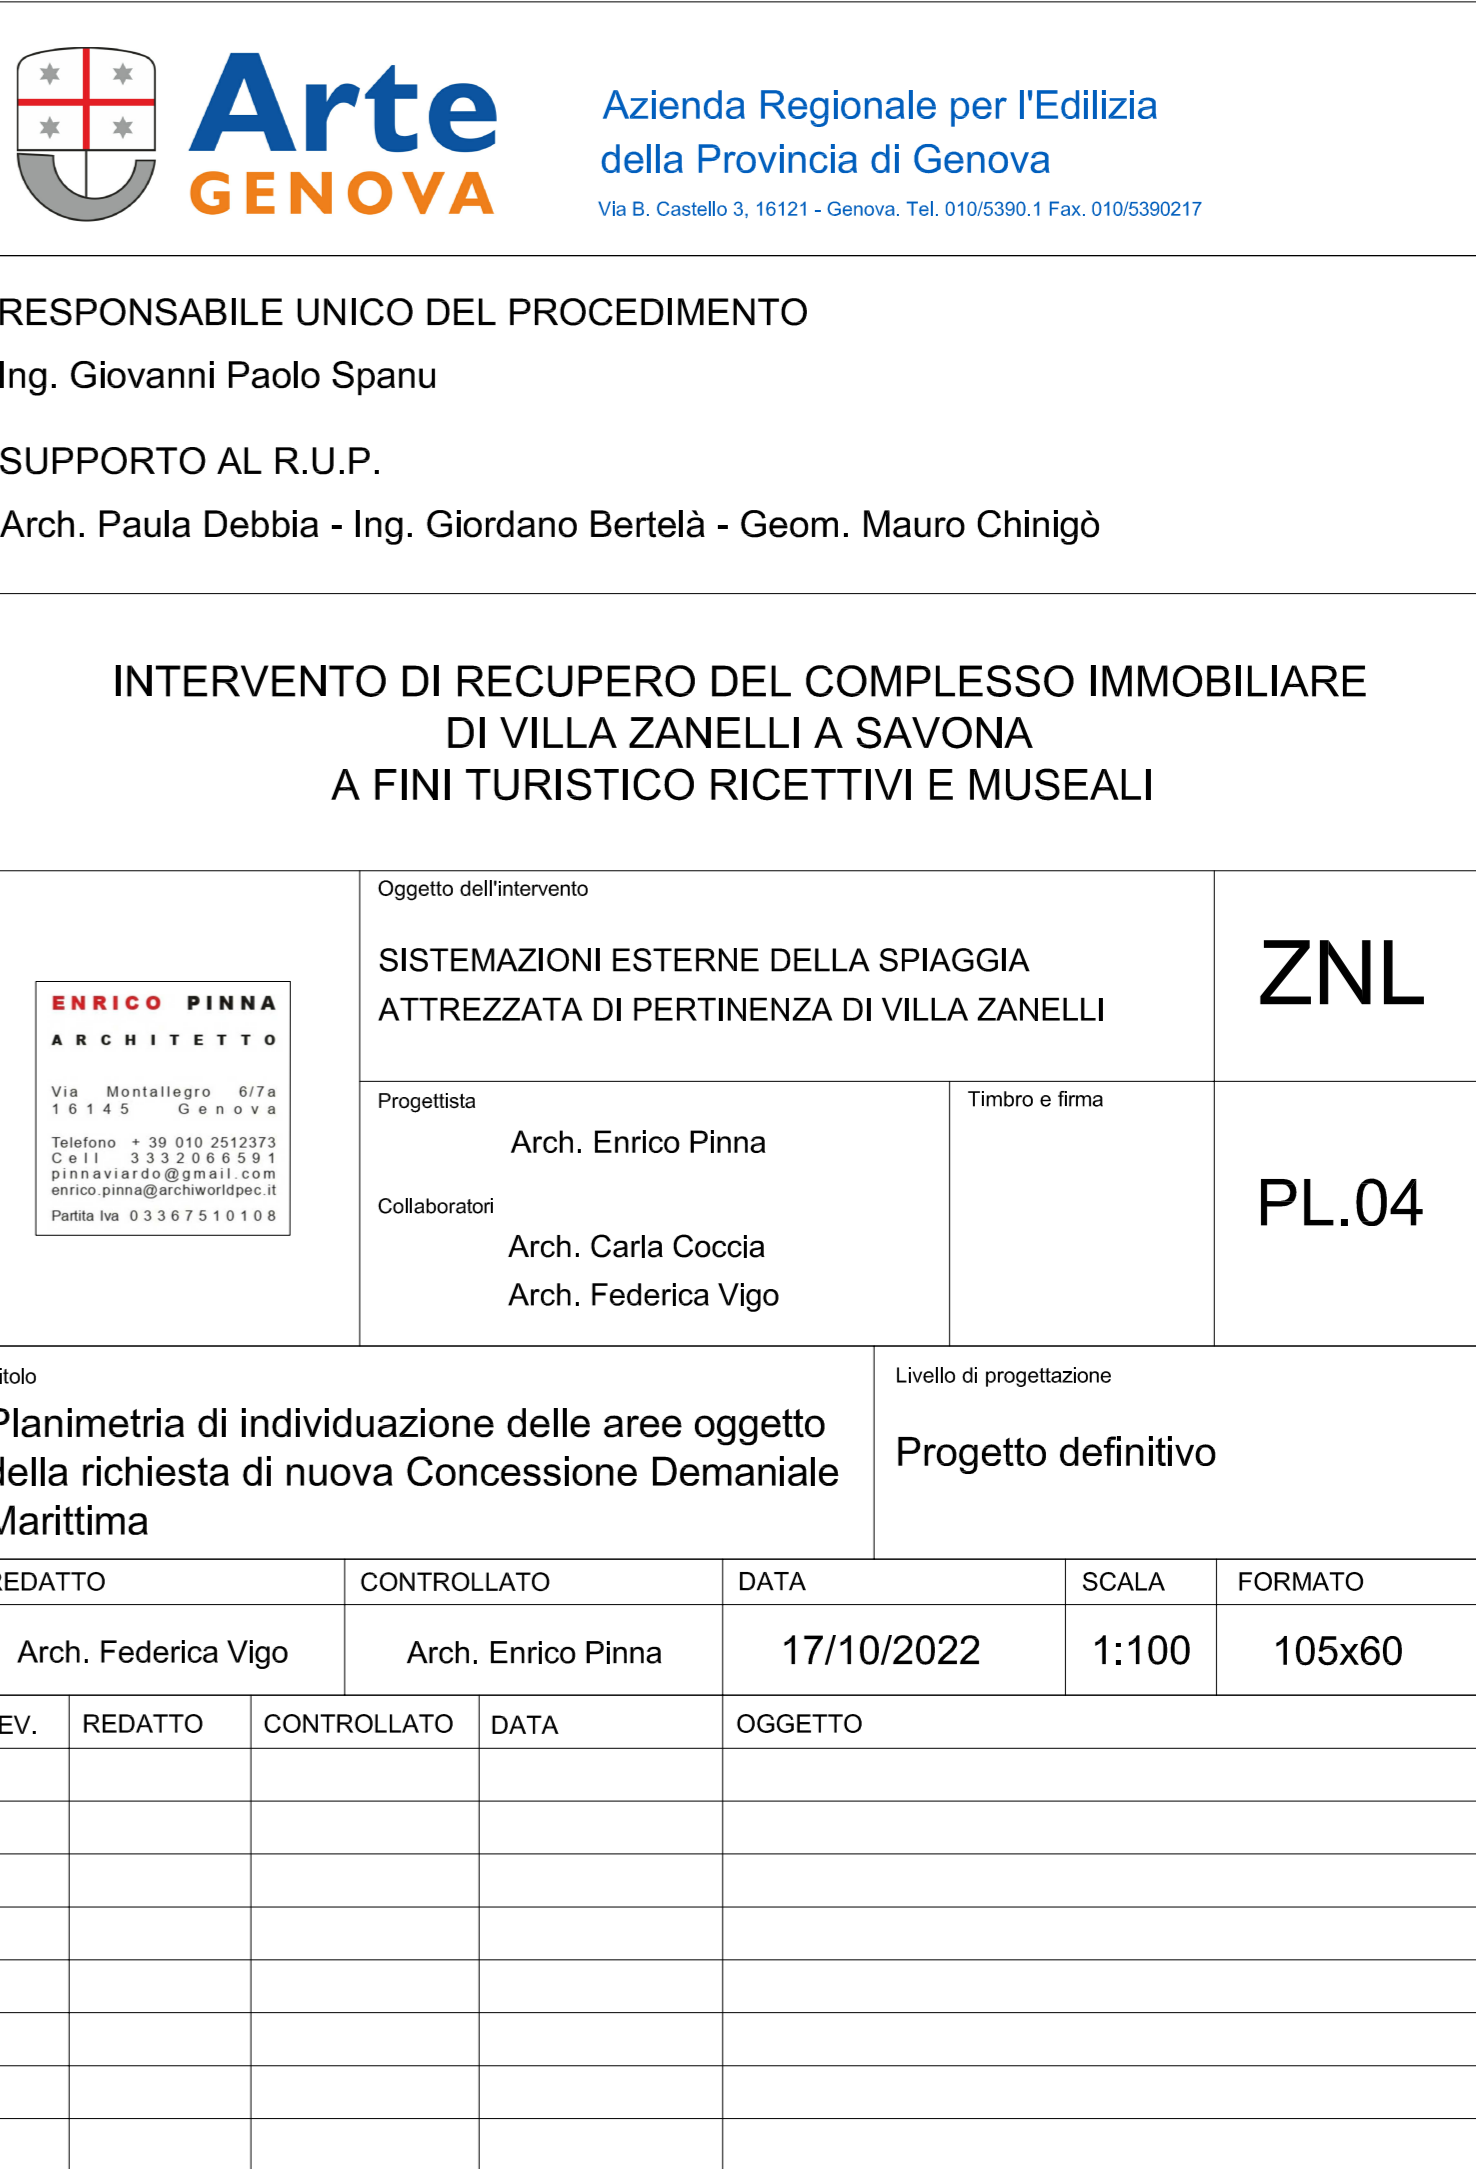 Arte
GENOVA
Azienda Regionale per l'Edilizia
della Provincia di Genova
Via B. Castello 3, 16121 - Genova. Tel. 010/5390.1 Fax. 010/5390217
RESPONSABILE UNICO DEL PROCEDIMENTO
Ing. Giovanni Paolo Spanu
SUPPORTO AL R.U.P.
Arch. Paula Debbia - Ing. Giordano Bertelà - Geom. Mauro Chinigò
INTERVENTO DI RECUPERO DEL COMPLESSO IMMOBILIARE
DI VILLA ZANELLI A SAVONA
A FINI TURISTICO RICETTIVI E MUSEALI
ENRICO PINNA
ARCHITETTO
Via Montallegro 6/7a
16145 Genova
Telefono + 39 010 2512373
Cell 3332066591
pinnaviardo@gmail.com
enrico.pinna@archiworldpec.it
Partita Iva 03367510108
Oggetto dell'intervento
SISTEMAZIONI ESTERNE DELLA SPIAGGIA
ATTREZZATA DI PERTINENZA DI VILLA ZANELLI
ZNL
Progettista
Arch. Enrico Pinna
Collaboratori
Arch. Carla Coccia
Arch. Federica Vigo
Timbro e firma
PL.04
itolo
Planimetria di individuazione delle aree oggetto
della richiesta di nuova Concessione Demaniale
Marittima
Livello di progettazione
Progetto definitivo
REDATTO CONTROLLATO DATA SCALA FORMATO
Arch. Federica Vigo Arch. Enrico Pinna 17/10/2022 1:100 105x60
EV. REDATTO CONTROLLATO DATA OGGETTO